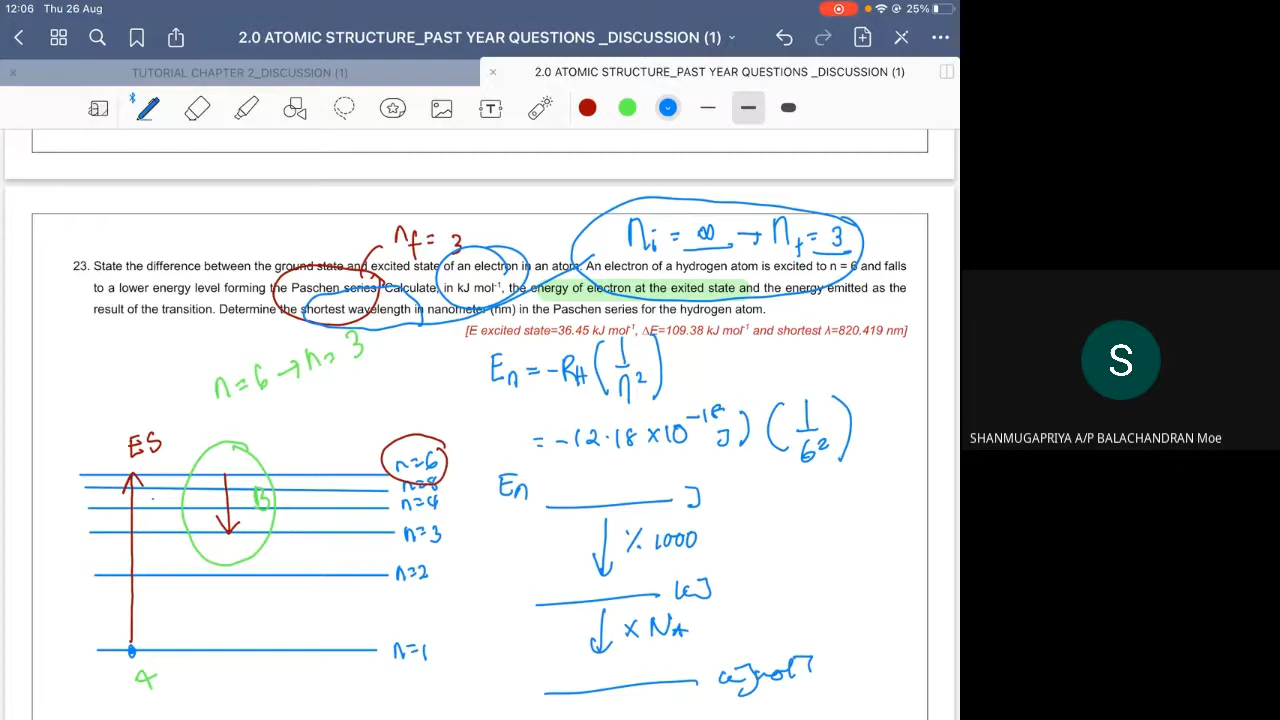 12:06 Thu 26 Aug
25%
2.0 ATOMIC STRUCTURE_PAST YEAR QUESTIONS _DISCUSSION (1)
TUTORIAL CHAPTER 2_DISCUSSION (1)
2.0 ATOMIC STRUCTURE_PAST YEAR QUESTIONS _DISCUSSION (1)
nf = 3
ni = ∞ → nf = 3
23. State the difference between the ground state and excited state of an electron in an atom. An electron of a hydrogen atom is excited to n = 6 and falls
to a lower energy level forming the Paschen series. Calculate, in kJ mol⁻¹, the energy of electron at the exited state and the energy emitted as the
result of the transition. Determine the shortest wavelength in nanometer (nm) in the Paschen series for the hydrogen atom.
[E excited state=36.45 kJ mol⁻¹, ΔE=109.38 kJ mol⁻¹ and shortest λ=820.419 nm]
n=6 → n= 3
En = -RH (1/n²)
= -(2.18 ×10⁻¹⁸ J) (1/6²)
ES
n=6
n=4
B
n=3
n=2
n=1
A
En J
% 1000
kJ
× NA
kJmol⁻¹
S
SHANMUGAPRIYA A/P BALACHANDRAN Moe